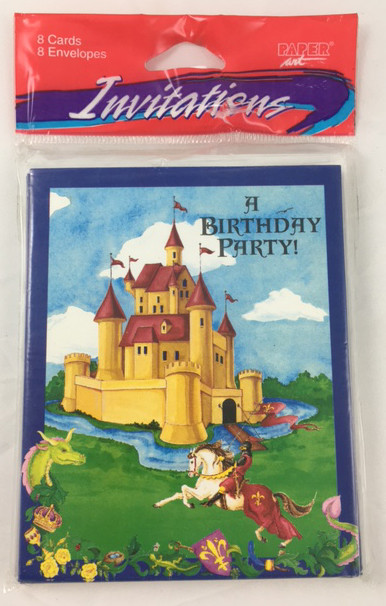 8 Cards
8 Envelopes
PAPER
art
Invitations
A
BIRTHDAY
PARTY!